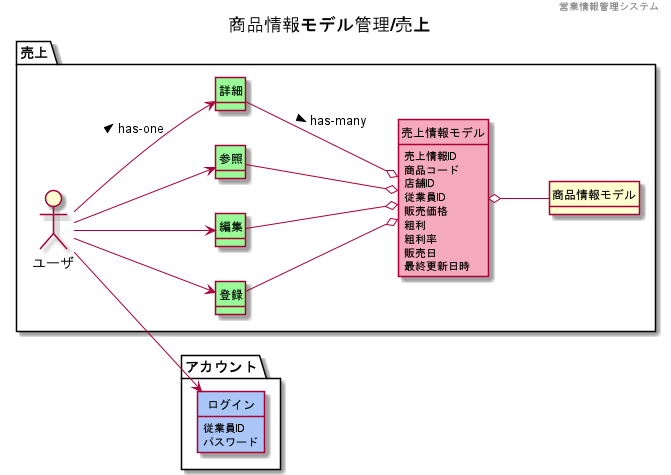 営業情報管理システム
商品情報モデル管理/売上
売上
詳細
has-one
has-many
参照
編集
登録
ユーザ
売上情報モデル
売上情報ID
商品コード
店舗ID
従業員ID
販売価格
粗利
粗利率
販売日
最終更新日時
商品情報モデル
アカウント
ログイン
従業員ID
パスワード